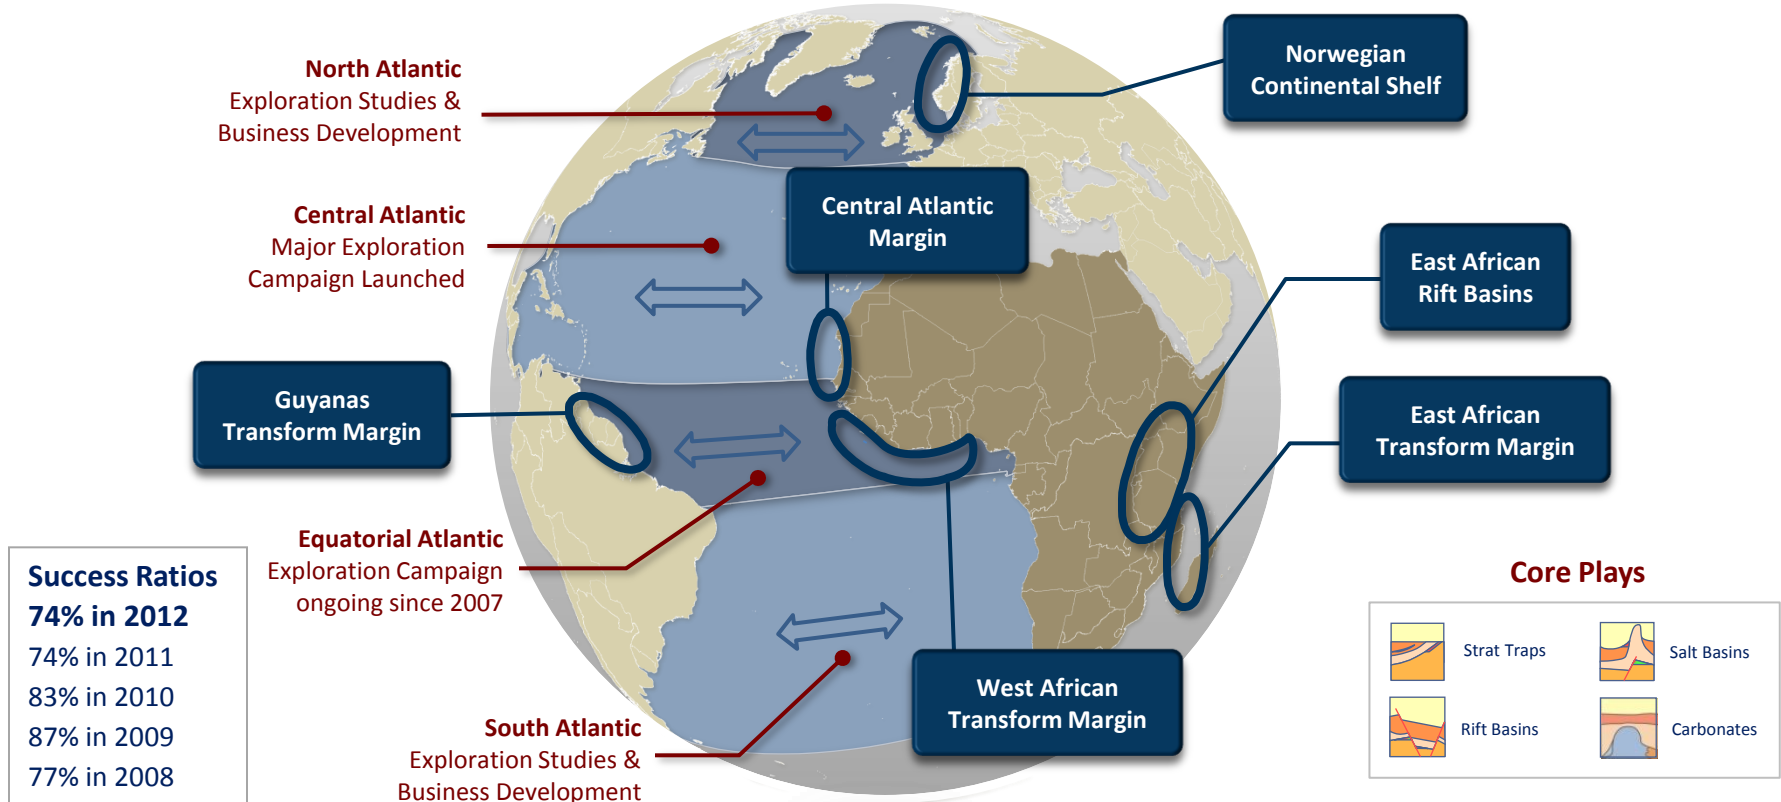 North Atlantic
Exploration Studies &
Business Development
Norwegian
Continental Shelf
Central Atlantic
Major Exploration
Campaign Launched
Central Atlantic
Margin
East African
Rift Basins
Guyanas
Transform Margin
East African
Transform Margin
Equatorial Atlantic
Exploration Campaign
ongoing since 2007
Success Ratios
74% in 2012
74% in 2011
83% in 2010
87% in 2009
77% in 2008
South Atlantic
Exploration Studies &
Business Development
West African
Transform Margin
Core Plays
Strat Traps
Salt Basins
Rift Basins
Carbonates